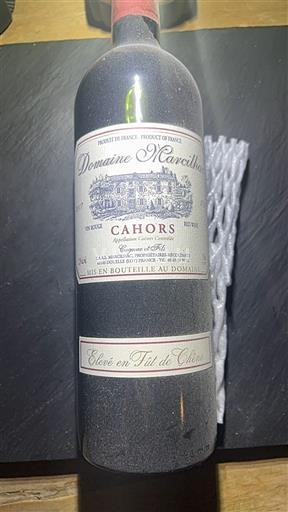 PRODUIT DE FRANCE - PRODUCT OF FRANCE
Domaine Marcilhac
VIN ROUGE RED WINE
CAHORS
Appellation Cahors Contrôlée
et Fils
MIS EN BOUTEILLE AU DOMAINE
Elevé en Fût de Chêne